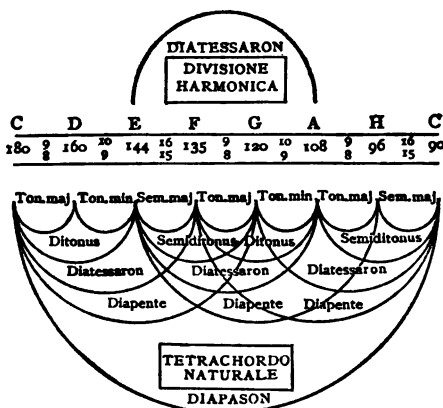 DIATESSARON
DIVISIONE
HARMONICA
C D E F G A H C
180 9/8 160 10/9 144 16/15 135 9/8 120 10/9 108 9/8 96 16/15 90
Ton.maj Ton.min Sem.maj Ton.maj Ton.min Ton.maj Sem.maj
Ditonus Semiditonus Ditonus Semiditonus
Diatessaron Diatessaron Diatessaron
Diapente Diapente Diapente
TETRACHORDO
NATURALE
DIAPASON